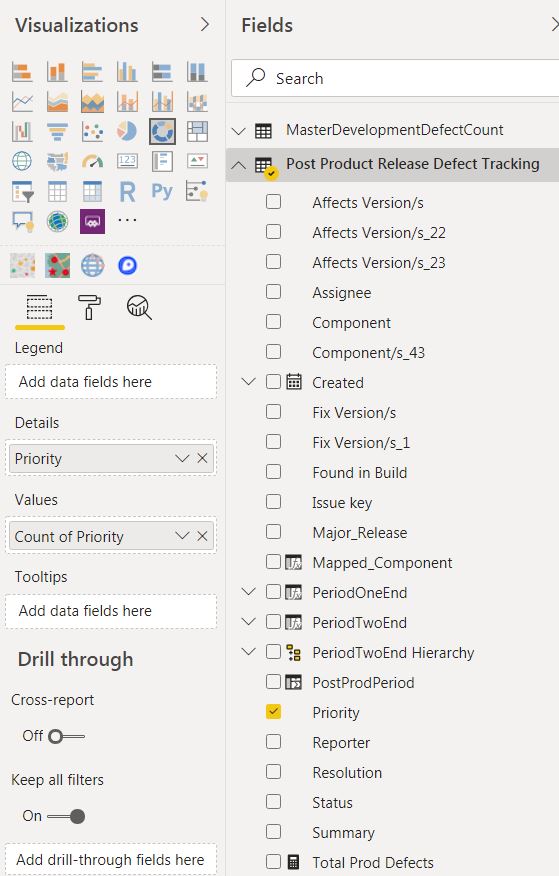 Visualizations
R
Py
123
...
Legend
Add data fields here
Details
Priority
Values
Count of Priority
Tooltips
Add data fields here
Drill through
Cross-report
Off
Keep all filters
On
Add drill-through fields here
Fields
Search
MasterDevelopmentDefectCount
Post Product Release Defect Tracking
Affects Version/s
Affects Version/s_22
Affects Version/s_23
Assignee
Component
Component/s_43
Created
Fix Version/s
Fix Version/s_1
Found in Build
Issue key
Major_Release
Mapped_Component
PeriodOneEnd
PeriodTwoEnd
PeriodTwoEnd Hierarchy
PostProdPeriod
Priority
Reporter
Resolution
Status
Summary
Total Prod Defects